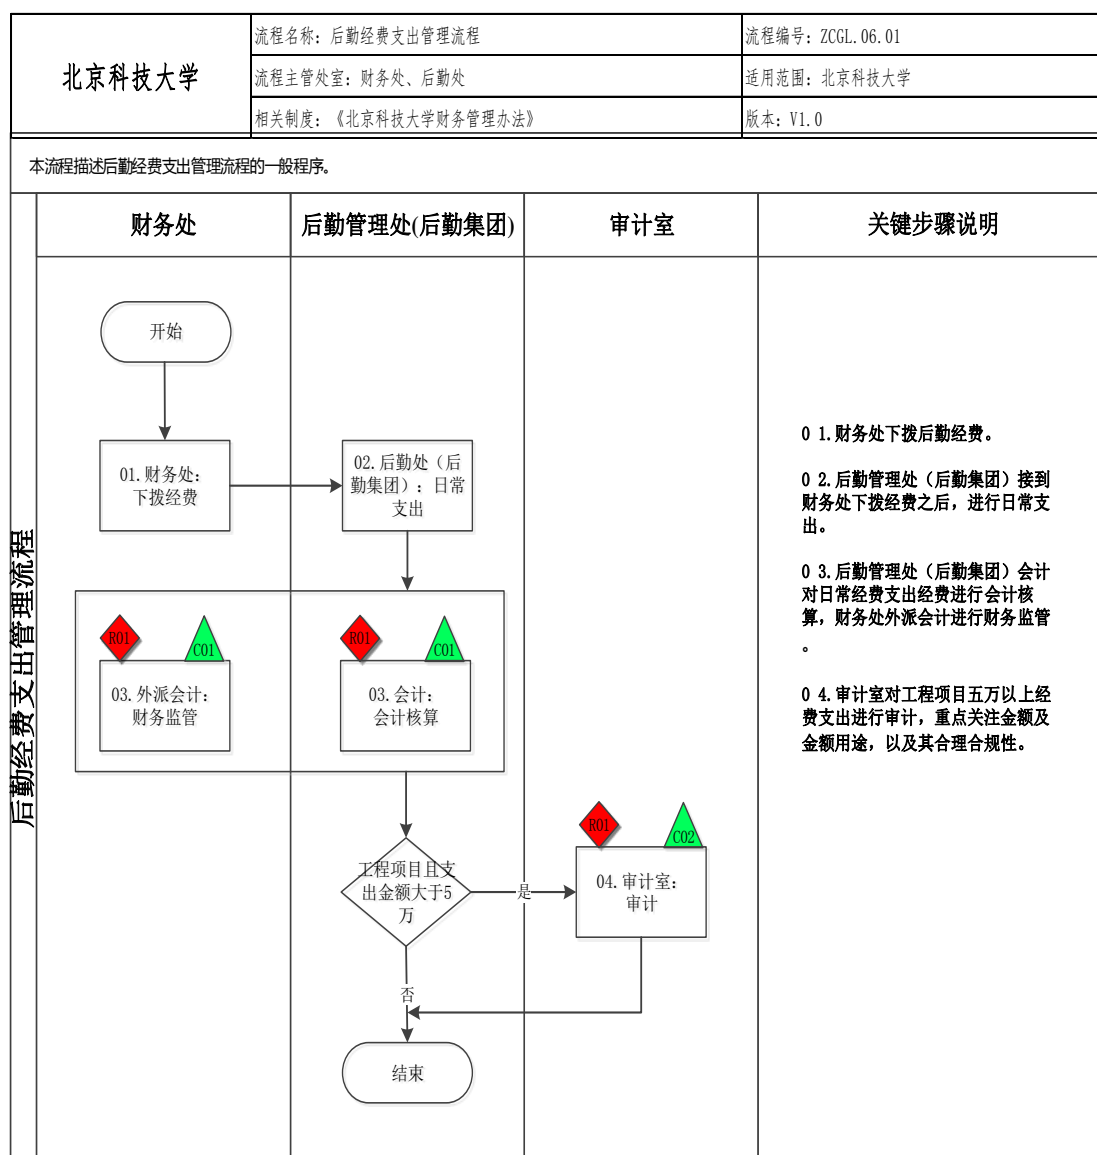 北京科技大学
流程名称：后勤经费支出管理流程
流程编号：ZCGL.06.01
流程主管处室：财务处、后勤处
适用范围：北京科技大学
相关制度：《北京科技大学财务管理办法》
版本：V1.0
本流程描述后勤经费支出管理流程的一般程序。
后勤经费支出管理流程
财务处
后勤管理处(后勤集团)
审计室
关键步骤说明
开始
01.财务处：
下拨经费
02.后勤处（后
勤集团）：日常
支出
R01
C01
03.外派会计：
财务监管
R01
C01
03.会计：
会计核算
工程项目且支
出金额大于5
万
是
R01
C02
04.审计室：
审计
否
结束
0 1.财务处下拨后勤经费。
0 2.后勤管理处（后勤集团）接到
财务处下拨经费之后，进行日常支
出。
0 3.后勤管理处（后勤集团）会计
对日常经费支出经费进行会计核
算，财务处外派会计进行财务监管
。
0 4.审计室对工程项目五万以上经
费支出进行审计，重点关注金额及
金额用途，以及其合理合规性。